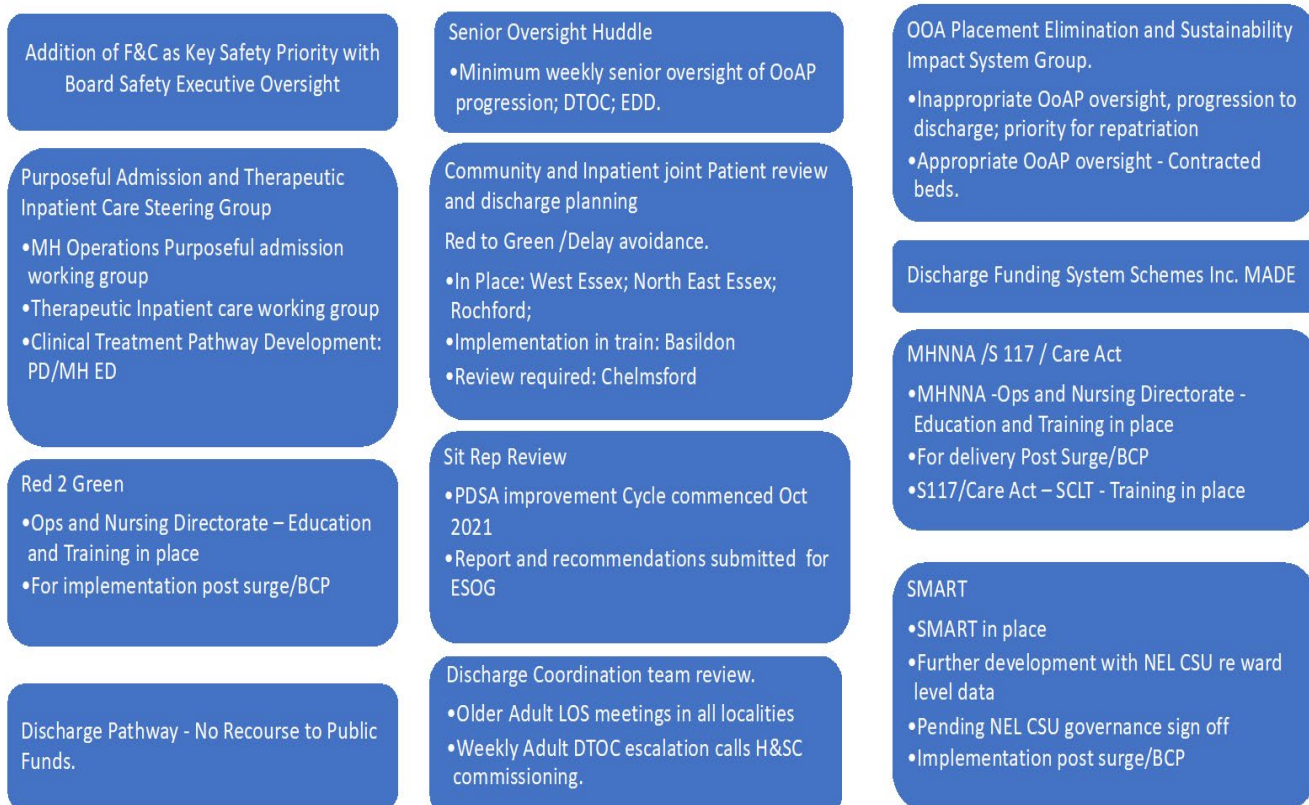 Addition of F&C as Key Safety Priority with
Board Safety Executive Oversight
Purposeful Admission and Therapeutic
Inpatient Care Steering Group
•MH Operations Purposeful admission
working group
•Therapeutic Inpatient care working group
•Clinical Treatment Pathway Development:
PD/MH ED
Red 2 Green
•Ops and Nursing Directorate – Education
and Training in place
•For implementation post surge/BCP
Discharge Pathway - No Recourse to Public
Funds.
Senior Oversight Huddle
•Minimum weekly senior oversight of OoAP
progression; DTOC; EDD.
Community and Inpatient joint Patient review
and discharge planning
Red to Green /Delay avoidance.
•In Place: West Essex; North East Essex;
Rochford;
•Implementation in train: Basildon
•Review required: Chelmsford
Sit Rep Review
•PDSA improvement Cycle commenced Oct
2021
•Report and recommendations submitted for
ESOG
Discharge Coordination team review.
•Older Adult LOS meetings in all localities
•Weekly Adult DTOC escalation calls H&SC
commissioning.
OOA Placement Elimination and Sustainability
Impact System Group.
•Inappropriate OoAP oversight, progression to
discharge; priority for repatriation
•Appropriate OoAP oversight - Contracted
beds.
Discharge Funding System Schemes Inc. MADE
MHNNA /S 117 / Care Act
•MHNNA -Ops and Nursing Directorate -
Education and Training in place
•For delivery Post Surge/BCP
•S117/Care Act – SCLT - Training in place
SMART
•SMART in place
•Further development with NEL CSU re ward
level data
•Pending NEL CSU governance sign off
•Implementation post surge/BCP